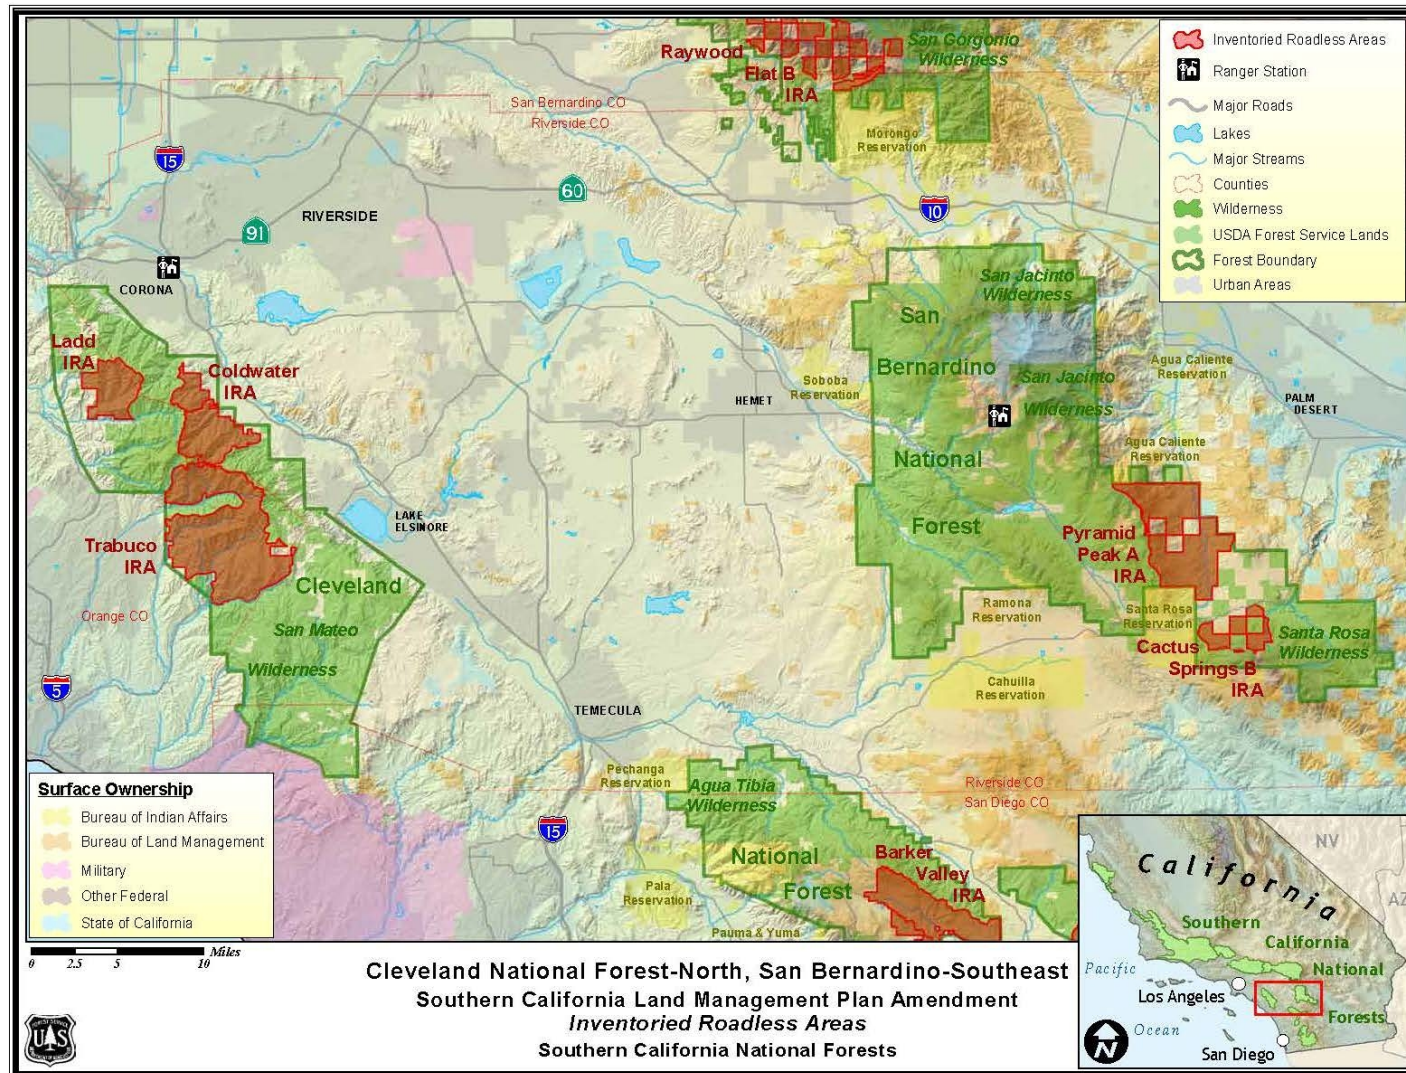 Raywood
Flat B
IRA
San Gorgonio
Wilderness
San Bernardino CO
Riverside CO
Morongo
Reservation
15
60
10
91
RIVERSIDE
CORONA
Ladd
IRA
Coldwater
IRA
San Jacinto
Wilderness
San
Bernardino
National
Forest
San Jacinto
Wilderness
Soboba
Reservation
HEMET
Agua Caliente
Reservation
PALM
DESERT
Agua Caliente
Reservation
LAKE
ELSINORE
Trabuco
IRA
Cleveland
Orange CO
San Mateo
Wilderness
5
Pyramid
Peak A
IRA
Ramona
Reservation
Santa Rosa
Reservation
Cactus
Springs B
IRA
Santa Rosa
Wilderness
Cahuilla
Reservation
TEMECULA
Pechanga
Reservation
Agua Tibia
Wilderness
Riverside CO
San Diego CO
15
National
Forest
Barker
Valley
IRA
Pala
Reservation
Pauma & Yuma
Inventoried Roadless Areas
Ranger Station
Major Roads
Lakes
Major Streams
Counties
Wilderness
USDA Forest Service Lands
Forest Boundary
Urban Areas
Surface Ownership
Bureau of Indian Affairs
Bureau of Land Management
Military
Other Federal
State of California
0 2.5 5 10 Miles
Cleveland National Forest-North, San Bernardino-Southeast
Southern California Land Management Plan Amendment
Inventoried Roadless Areas
Southern California National Forests
California
NV
AZ
Southern
California
National
Forests
Pacific
Ocean
Los Angeles
San Diego
N
U S